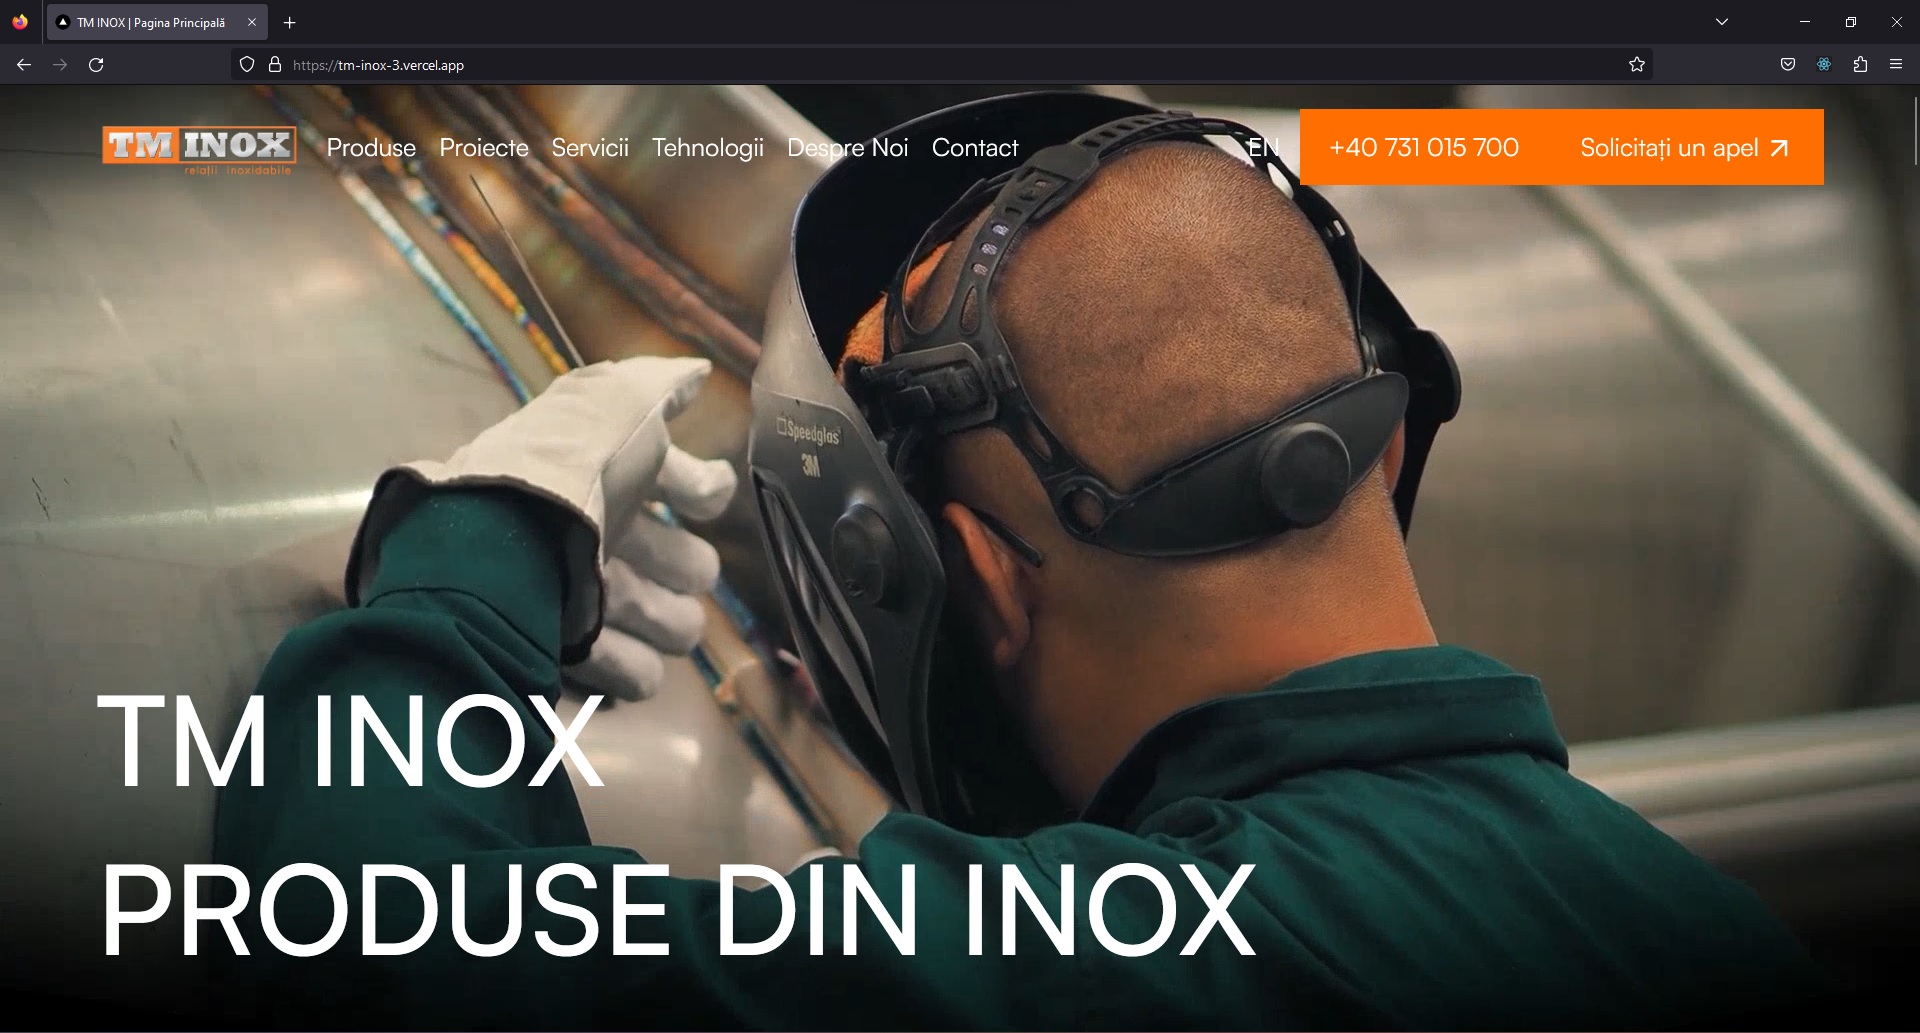 TM INOX | Pagina Principală
https://tm-inox-3.vercel.app
TM INOX
relații inoxidabile
Produse Proiecte Servicii Tehnologii Despre Noi Contact EN +40 731 015 700 Solicitați un apel
Speedglas
3M
TM INOX
PRODUSE DIN INOX